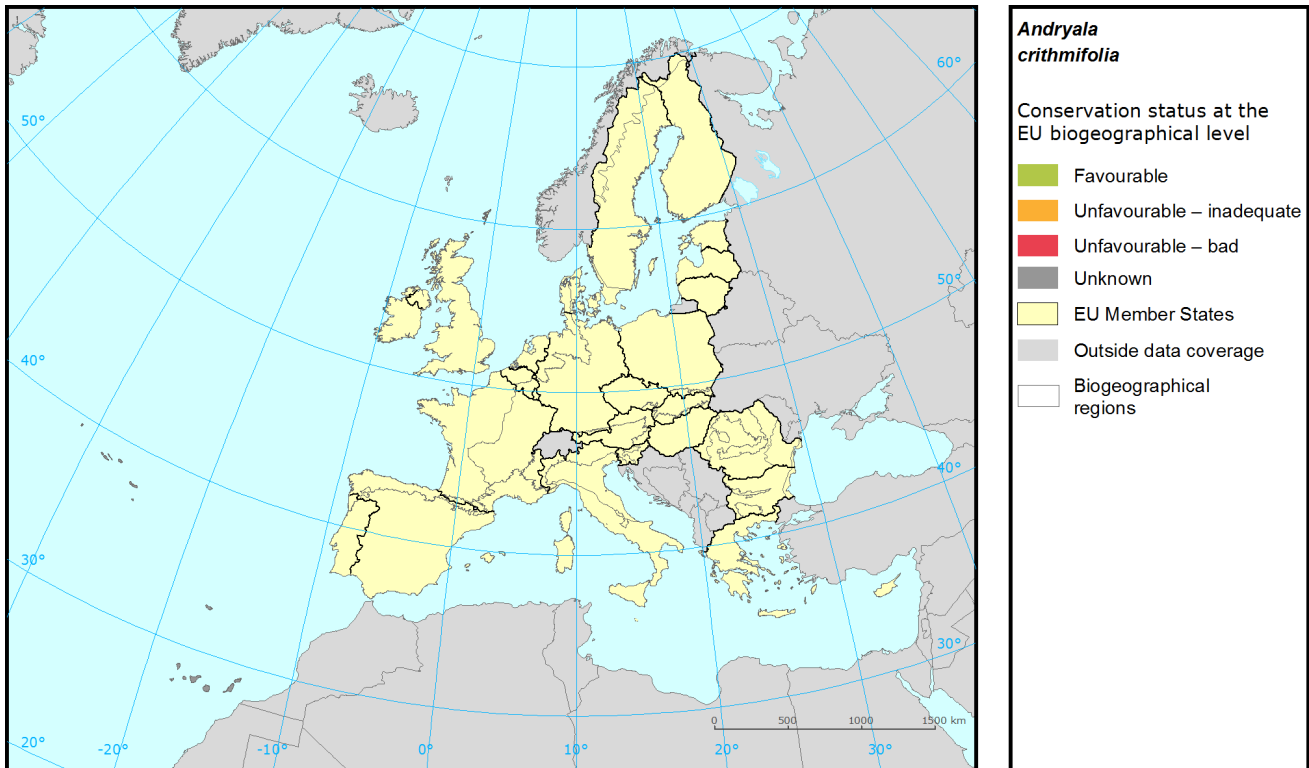 Andryala
crithmifolia
Conservation status at the
EU biogeographical level
Favourable
Unfavourable – inadequate
Unfavourable – bad
Unknown
EU Member States
Outside data coverage
Biogeographical
regions
60°
50°
50°
40°
40°
30°
30°
20°
-20°
-10°
0°
10°
20°
30°
0
500
1000
1500 km